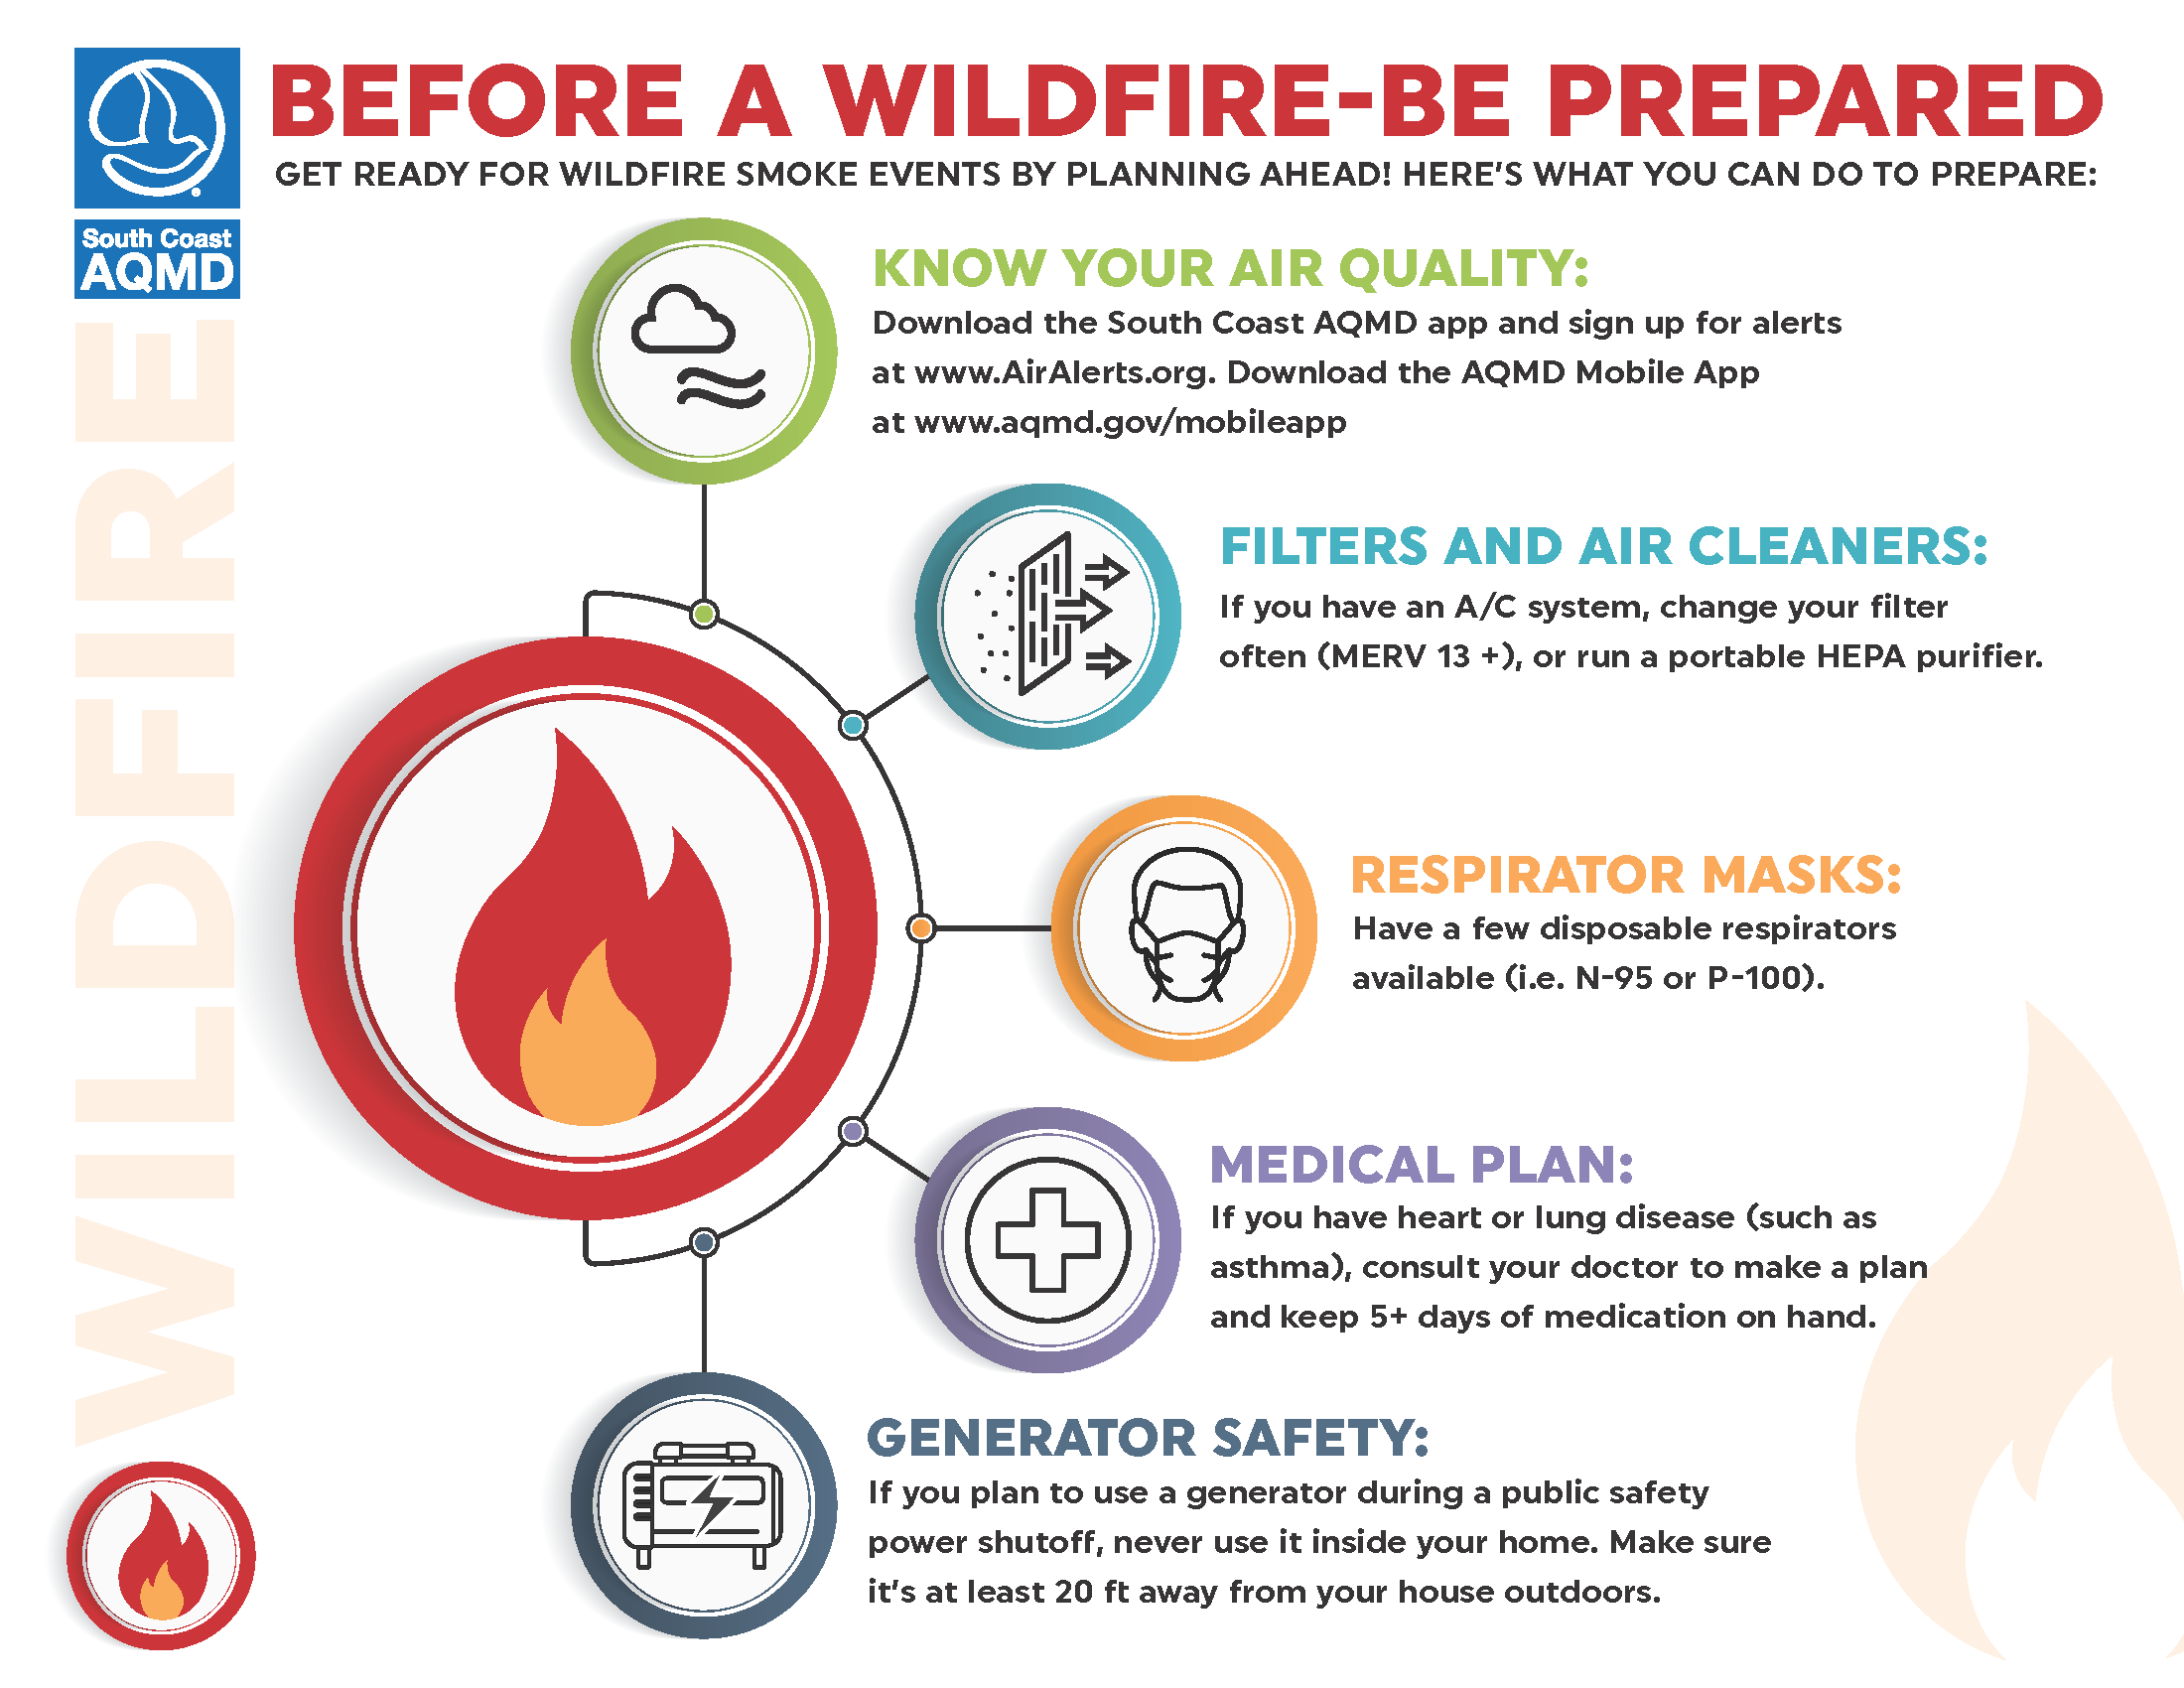 BEFORE A WILDFIRE-BE PREPARED
GET READY FOR WILDFIRE SMOKE EVENTS BY PLANNING AHEAD! HERE'S WHAT YOU CAN DO TO PREPARE:
South Coast
AQMD
WILDFIRE
KNOW YOUR AIR QUALITY:
Download the South Coast AQMD app and sign up for alerts
at www.AirAlerts.org. Download the AQMD Mobile App
at www.aqmd.gov/mobileapp
FILTERS AND AIR CLEANERS:
If you have an A/C system, change your filter
often (MERV 13 +), or run a portable HEPA purifier.
RESPIRATOR MASKS:
Have a few disposable respirators
available (i.e. N-95 or P-100).
MEDICAL PLAN:
If you have heart or lung disease (such as
asthma), consult your doctor to make a plan
and keep 5+ days of medication on hand.
GENERATOR SAFETY:
If you plan to use a generator during a public safety
power shutoff, never use it inside your home. Make sure
it's at least 20 ft away from your house outdoors.